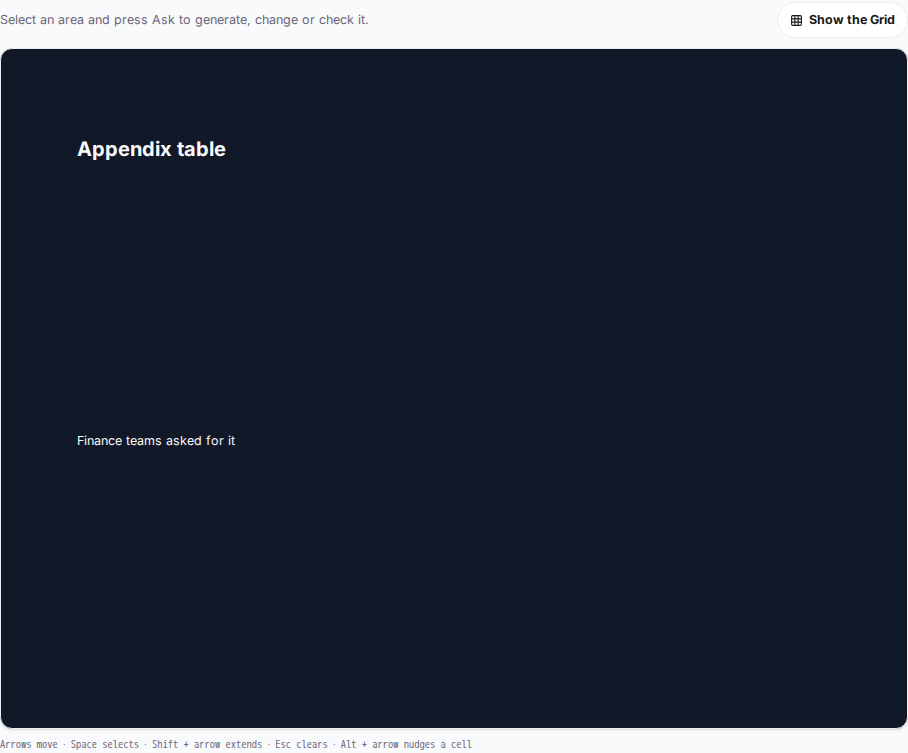 Select an area and press Ask to generate, change or check it.
Show the Grid
Appendix table
Finance teams asked for it
Arrows move · Space selects · Shift + arrow extends · Esc clears · Alt + arrow nudges a cell